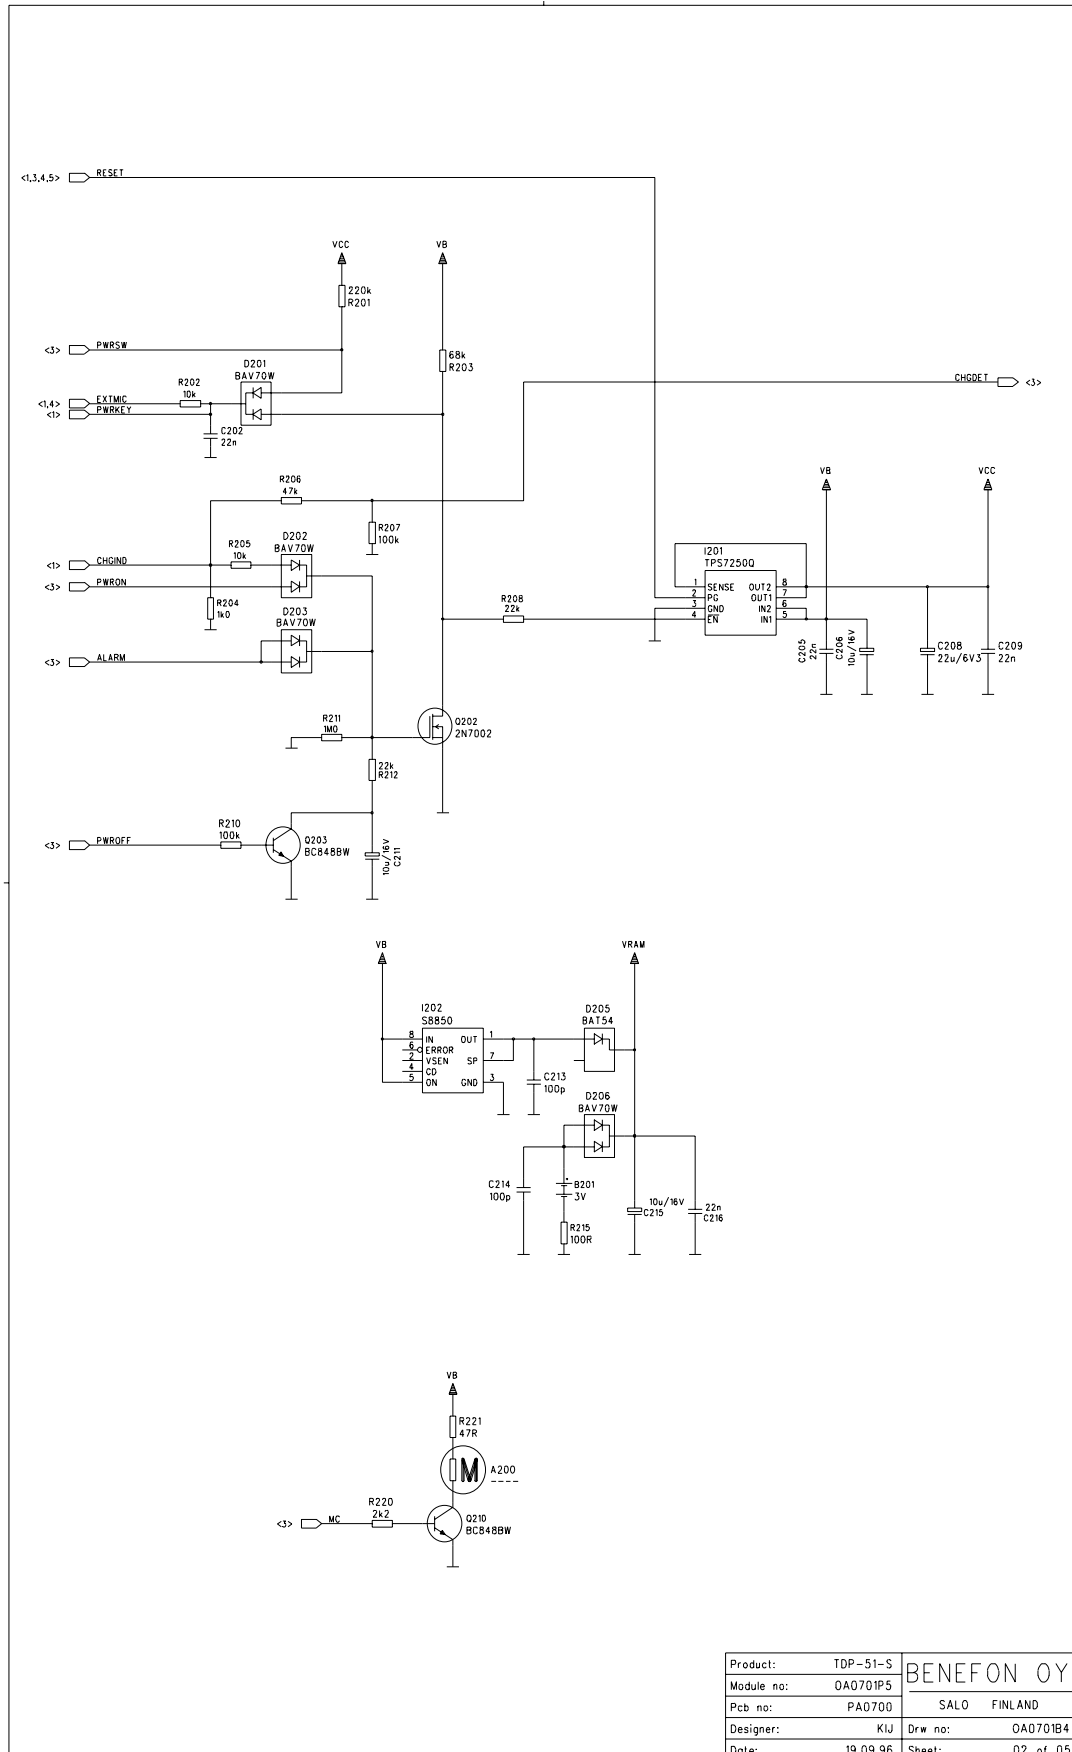 <1,3,4,5> RESET
VCC
VB
220k
R201
<3> PWRSW
68k
R203
D201
BAV70W
CHGDET <3>
R202
10k
<1,4> EXTMIC
<1> PWRKEY
C202
22n
R206
47k
VB
VCC
R207
100k
D202
BAV70W
R205
10k
I201
TPS7250Q
<1> CHGIND
<3> PWRON
1 SENSE OUT2 8
2 PG OUT1 7
3 GND IN2 6
4 EN IN1 5
R204
1k0
R208
22k
D203
BAV70W
<3> ALARM
C205
22n
C206
10u/16V
C208
22u/6V3
C209
22n
R211
1M0
Q202
2N7002
22k
R212
R210
100k
<3> PWROFF
Q203
BC848BW
10u/16V
C211
VB
VRAM
I202
S8850
D205
BAT54
8 IN OUT 1
6 ERROR
2 VSEN SP 7
4 CD
5 ON GND 3
C213
100p
D206
BAV70W
C214
100p
B201
3V
10u/16V
C215
22n
C216
R215
100R
VB
R221
47R
M A200
----
R220
2k2
<3> MC
Q210
BC848BW
Product: TDP-51-S
BENEFON OY
Module no: 0A0701P5
SALO FINLAND
Pcb no: PA0700
Designer: KIJ
Drw no: 0A0701B4
Date: 19.09.96
Sheet: 02 of 05